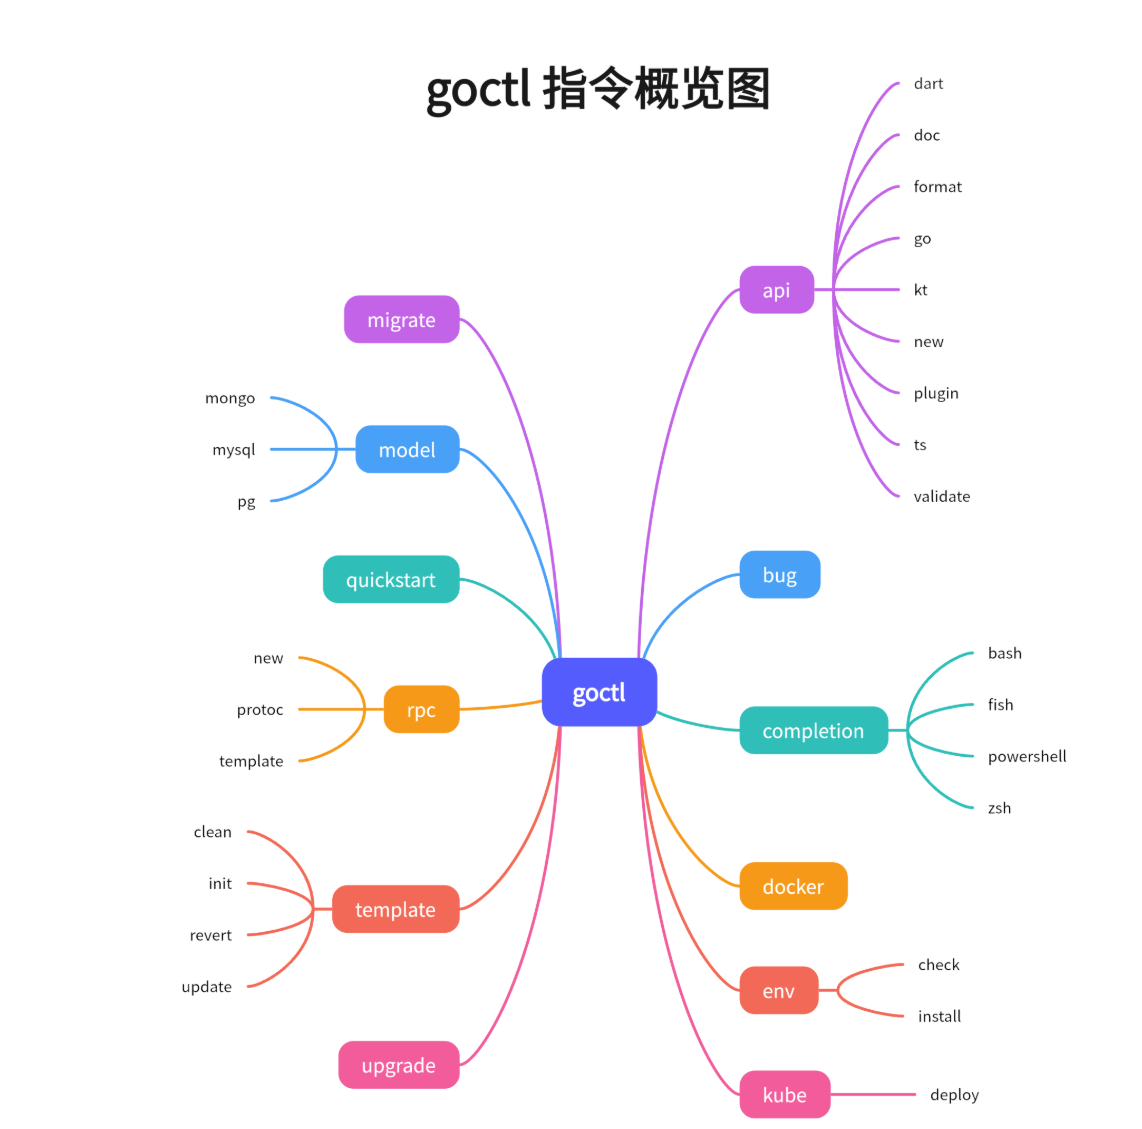 goctl 指令概览图
dart
doc
format
go
api
kt
new
plugin
ts
validate
migrate
mongo
mysql
pg
model
quickstart
bug
new
protoc
template
rpc
goctl
bash
fish
powershell
zsh
completion
clean
init
revert
update
template
docker
check
install
env
upgrade
kube
deploy